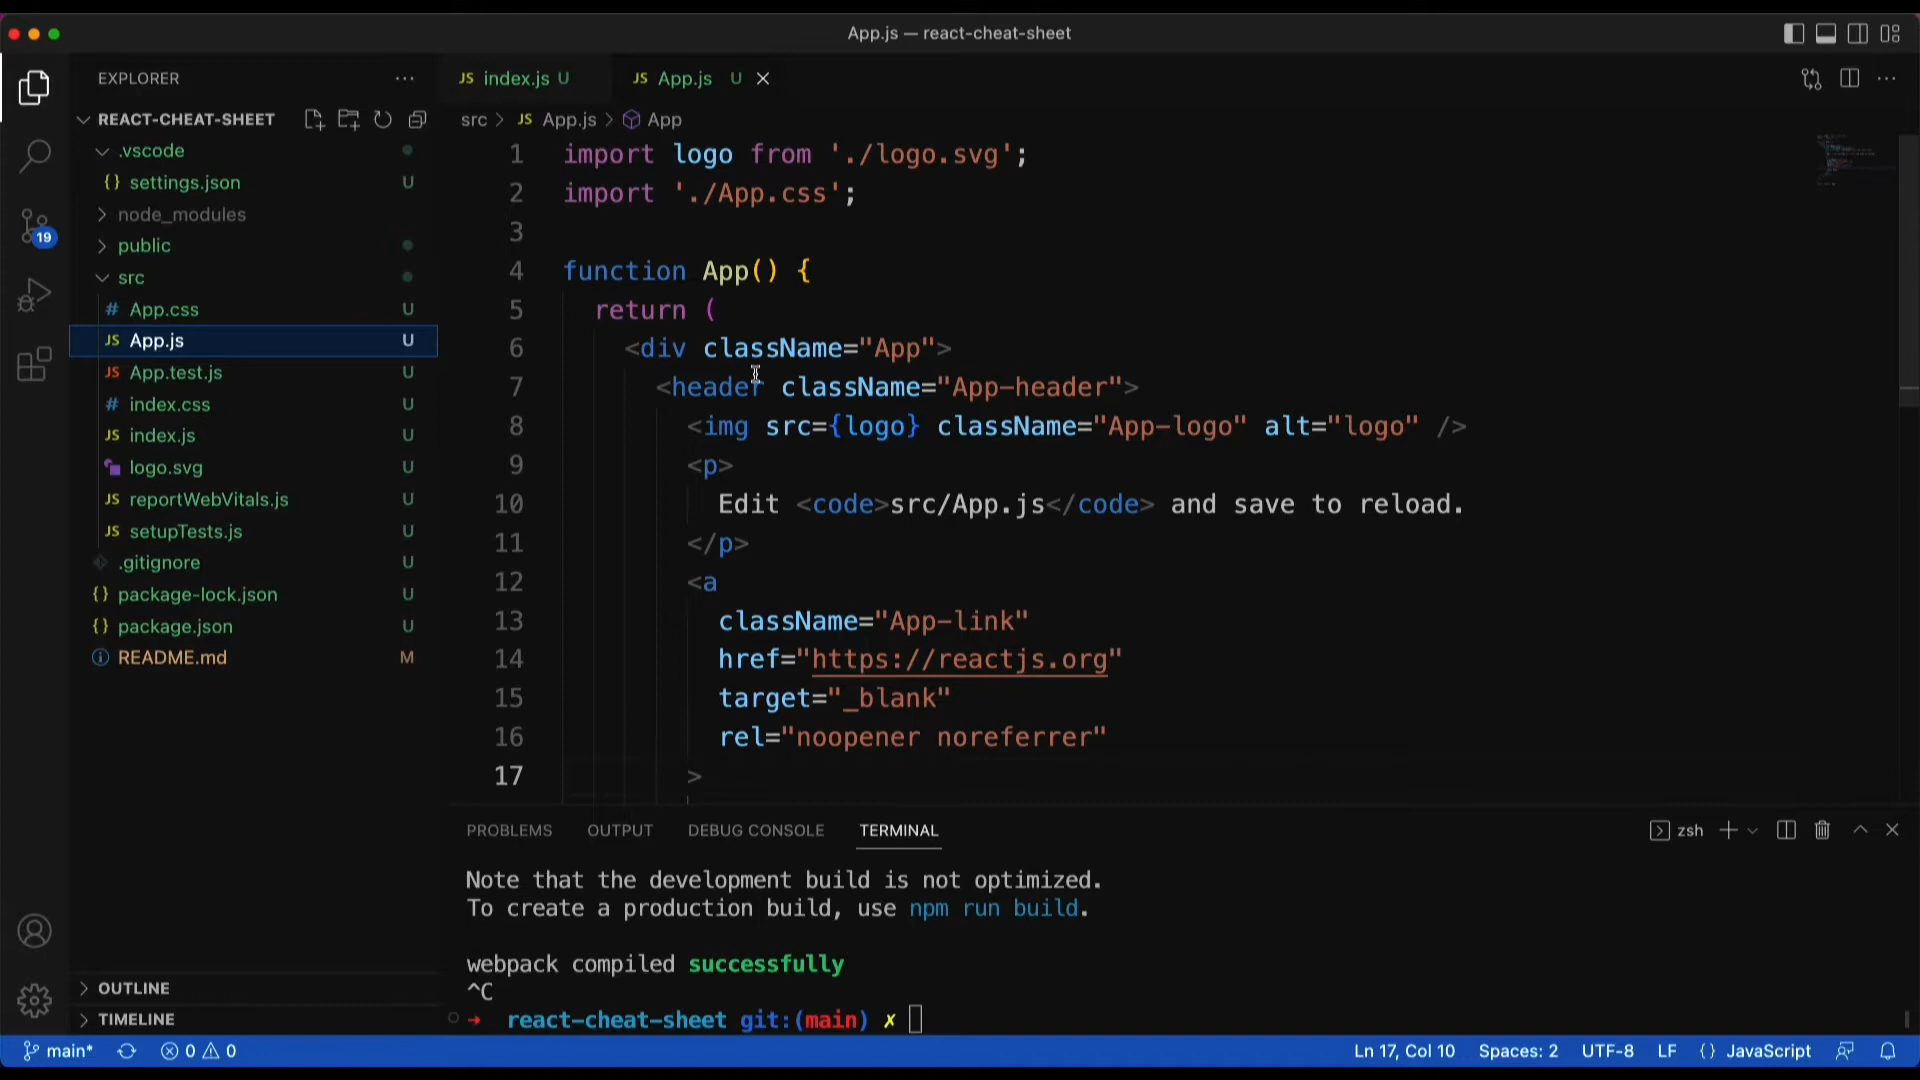 App.js — react-cheat-sheet
EXPLORER
REACT-CHEAT-SHEET
.vscode
{} settings.json U
node_modules
public
src
# App.css U
JS App.js U
JS App.test.js U
# index.css U
JS index.js U
logo.svg U
JS reportWebVitals.js U
JS setupTests.js U
.gitignore U
{} package-lock.json U
{} package.json U
README.md M
OUTLINE
TIMELINE
19
JS index.js U
JS App.js U
src > JS App.js > App
1 import logo from './logo.svg';
2 import './App.css';
3
4 function App() {
5 return (
6 <div className="App">
7 <header className="App-header">
8 <img src={logo} className="App-logo" alt="logo" />
9 <p>
10 Edit <code>src/App.js</code> and save to reload.
11 </p>
12 <a
13 className="App-link"
14 href="https://reactjs.org"
15 target="_blank"
16 rel="noopener noreferrer"
17 >
PROBLEMS OUTPUT DEBUG CONSOLE TERMINAL
zsh
Note that the development build is not optimized.
To create a production build, use npm run build.
webpack compiled successfully
^C
→ react-cheat-sheet git:(main) ✗
main* 0 0
Ln 17, Col 10 Spaces: 2 UTF-8 LF {} JavaScript